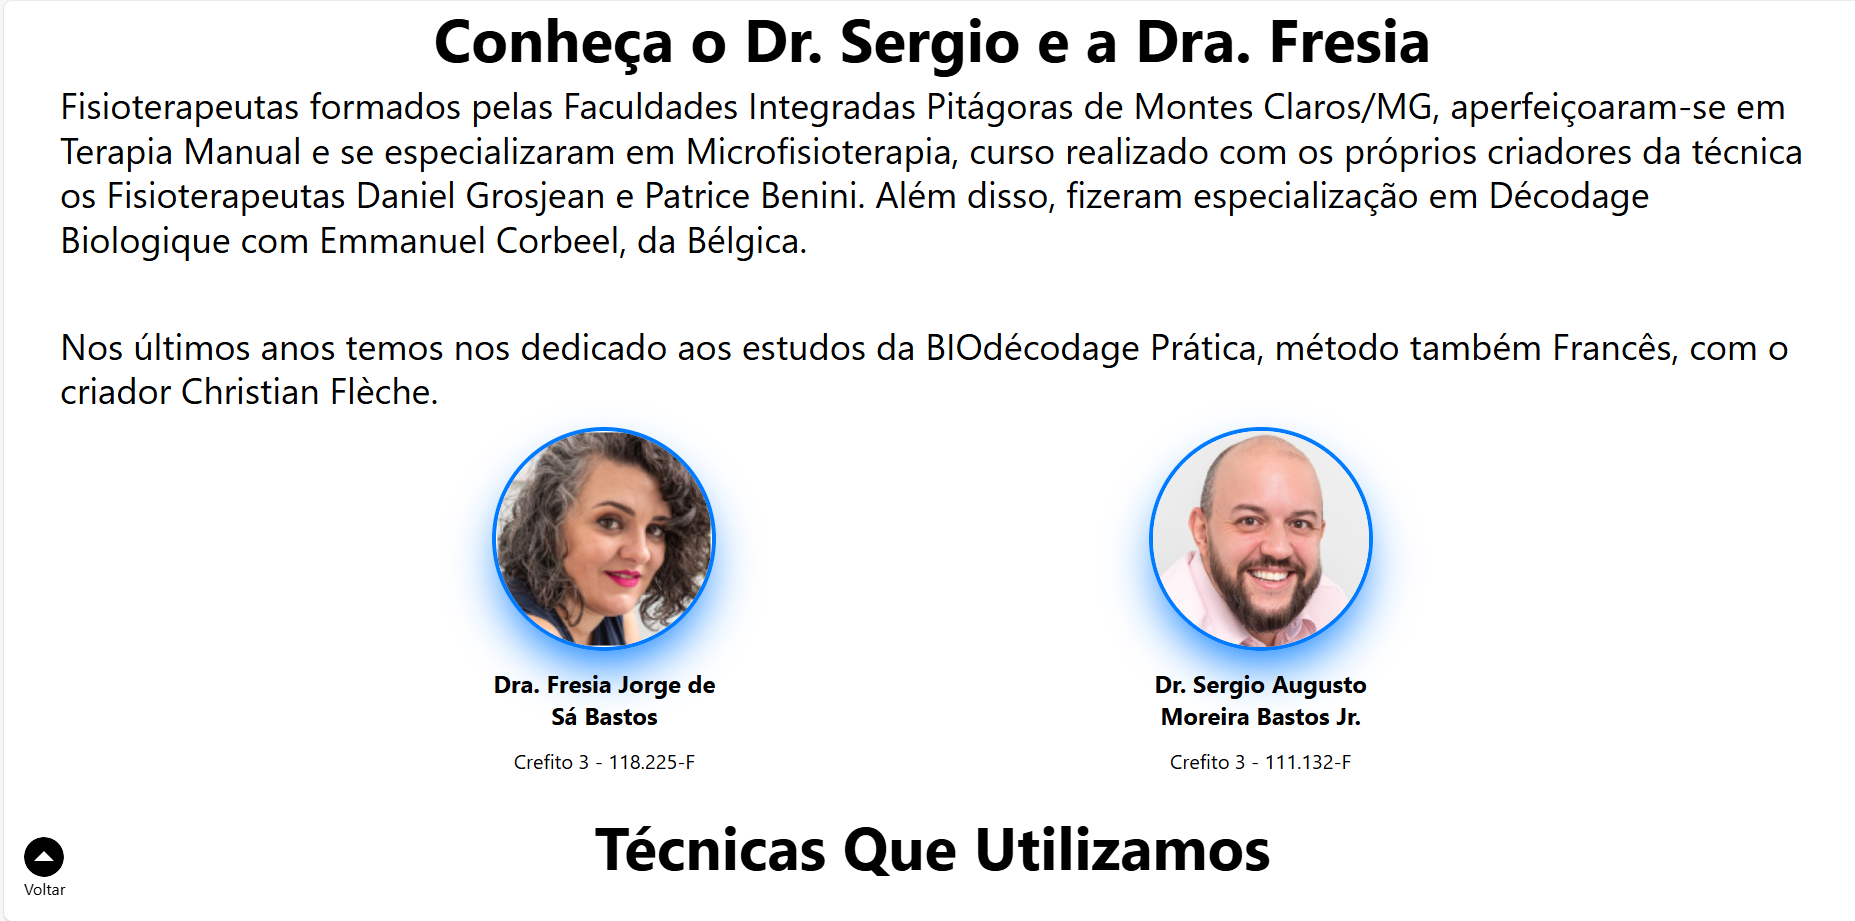 Conheça o Dr. Sergio e a Dra. Fresia
Fisioterapeutas formados pelas Faculdades Integradas Pitágoras de Montes Claros/MG, aperfeiçoaram-se em
Terapia Manual e se especializaram em Microfisioterapia, curso realizado com os próprios criadores da técnica
os Fisioterapeutas Daniel Grosjean e Patrice Benini. Além disso, fizeram especialização em Décodage
Biologique com Emmanuel Corbeel, da Bélgica.
Nos últimos anos temos nos dedicado aos estudos da BIOdécodage Prática, método também Francês, com o
criador Christian Flèche.
Dra. Fresia Jorge de
Sá Bastos
Crefito 3 - 118.225-F
Dr. Sergio Augusto
Moreira Bastos Jr.
Crefito 3 - 111.132-F
Técnicas Que Utilizamos
Voltar